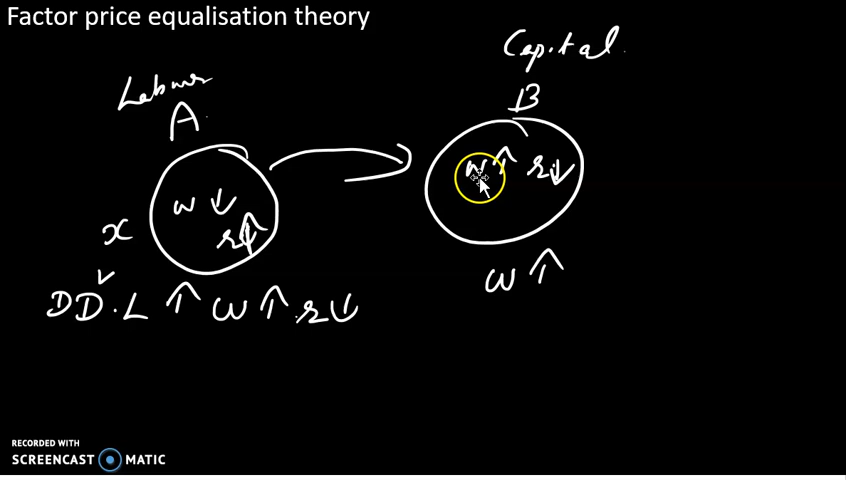 Factor price equalisation theory
Capital
Labour
A
B
w ↓
r↑
w↑ r↓
x
DD.L ↑ w ↑ r↓
w ↑
RECORDED WITH
SCREENCAST MATIC